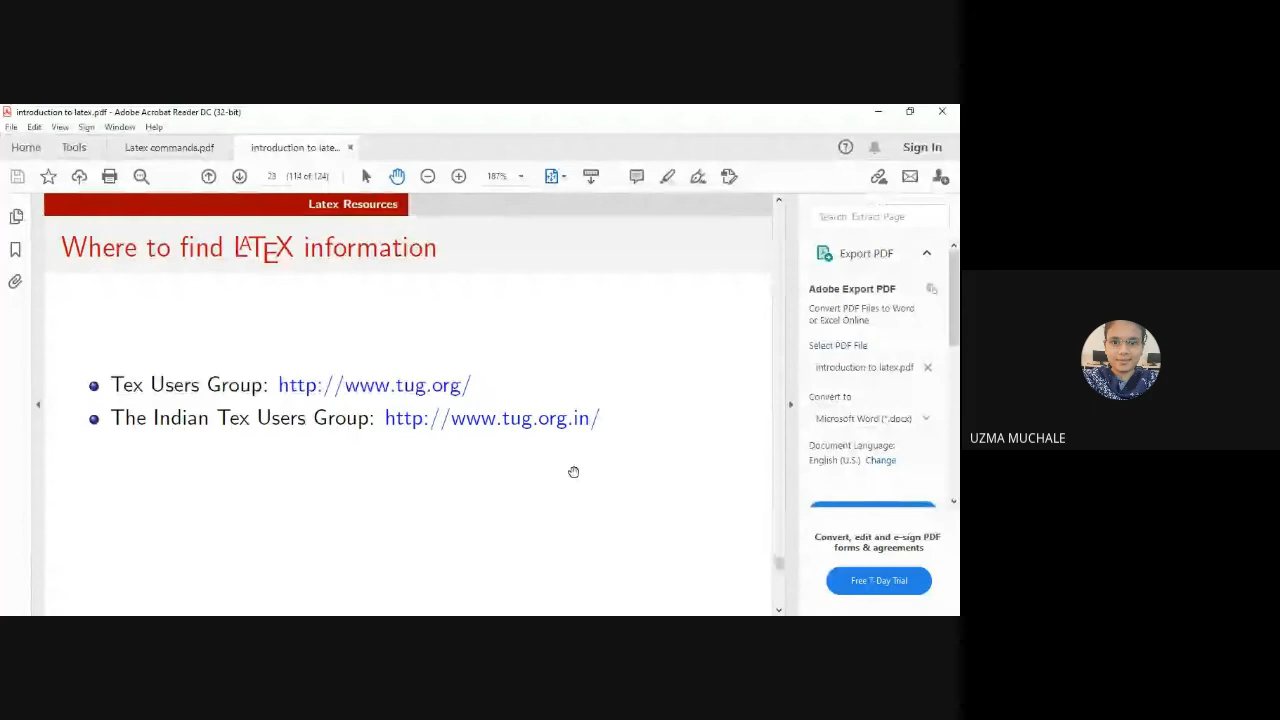 introduction to latex.pdf - Adobe Acrobat Reader DC (32-bit)
File Edit View Sign Window Help
Home Tools Latex commands.pdf introduction to late...
Sign In
23 (114 of 124) 187%
Latex Resources
Where to find LATEX information
Tex Users Group: http://www.tug.org/
The Indian Tex Users Group: http://www.tug.org.in/
Search Extract Page
Export PDF
Adobe Export PDF
Convert PDF Files to Word
or Excel Online
Select PDF File
introduction to latex.pdf
Convert to
Microsoft Word (*.docx)
Document Language:
English (U.S.) Change
Convert, edit and e-sign PDF
forms & agreements
Free 7-Day Trial
UZMA MUCHALE